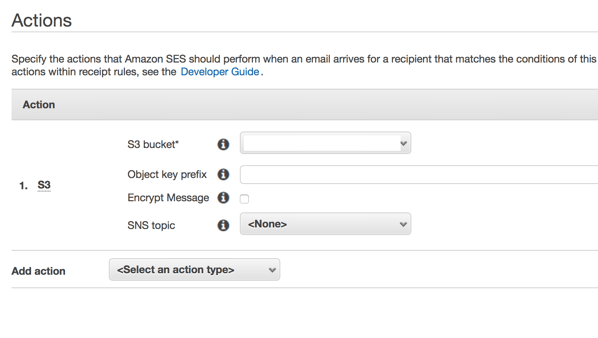 Actions
Specify the actions that Amazon SES should perform when an email arrives for a recipient that matches the conditions of this
actions within receipt rules, see the Developer Guide.
Action
S3 bucket*
1. S3
Object key prefix
Encrypt Message
SNS topic <None>
Add action <Select an action type>